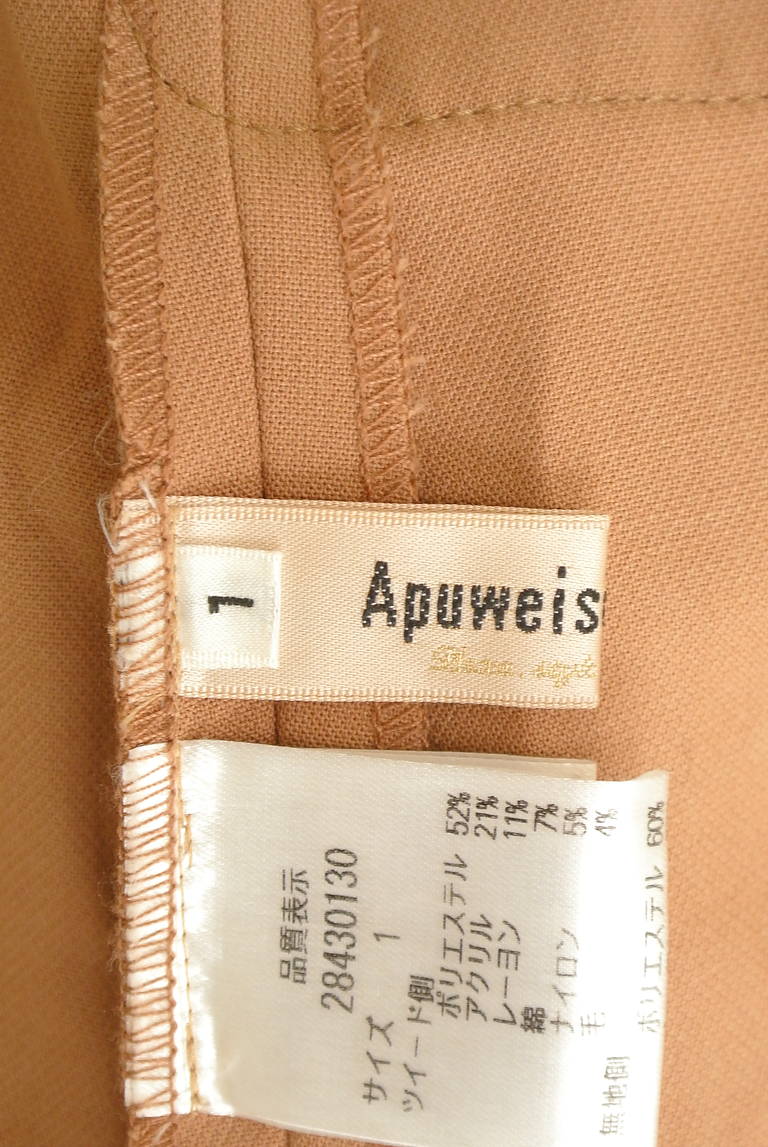 1
Apuweis
品質表示
28430130
サイズ 1
ツイード側
ポリエステル 52%
アクリル 21%
レーヨン 11%
綿 7%
ナイロン 5%
毛 4%
無地側
ポリエステル 60%